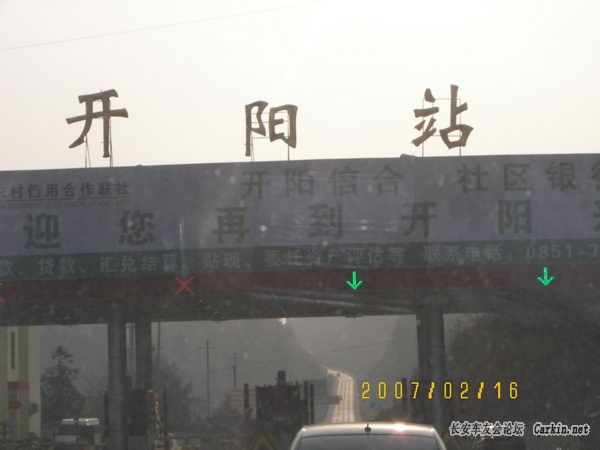 开阳站
农村信用合作联社
开阳信合 社区银行
迎您再到开阳
款、贷款、汇兑结算、贴现、委托资产评估等 联系电话：0851-7
2007/02/16
长安车友会论坛 Carkin.net